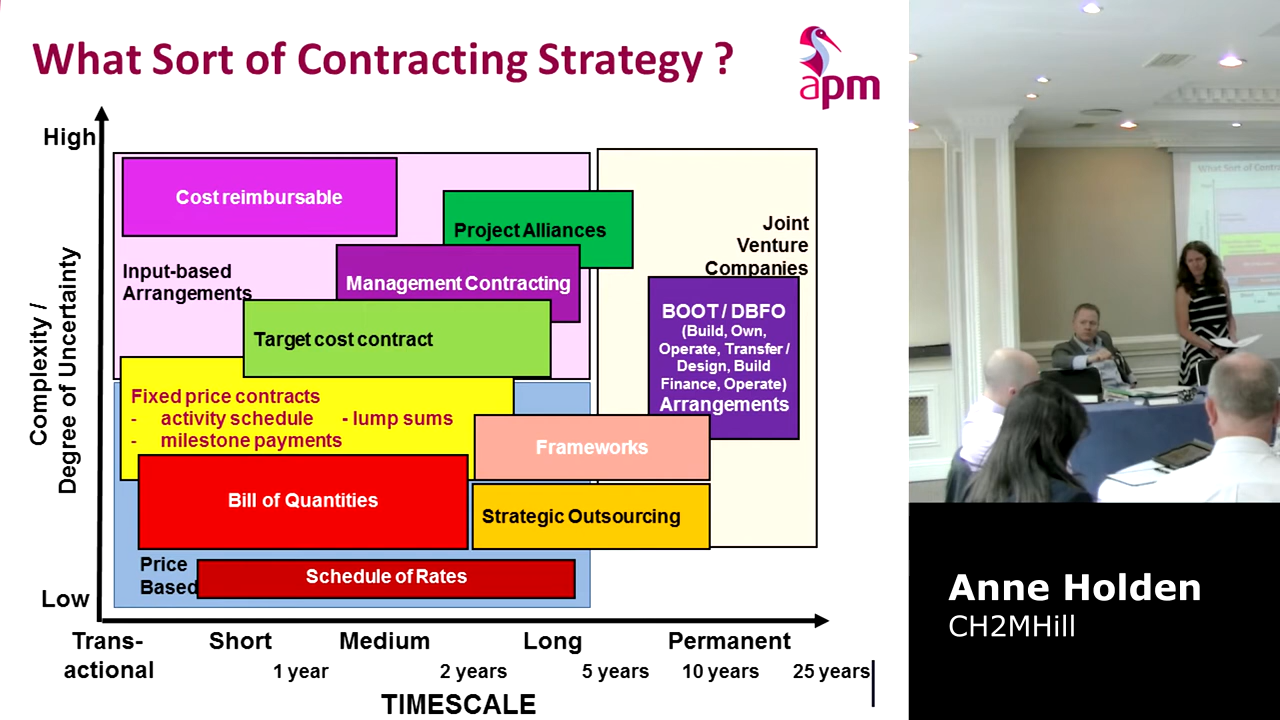 What Sort of Contracting Strategy ?
apm
High
Complexity /
Degree of Uncertainty
Low
Cost reimbursable
Project Alliances
Joint
Venture
Companies
Input-based
Arrangements
Management Contracting
BOOT / DBFO
(Build, Own,
Operate, Transfer /
Design, Build
Finance, Operate)
Arrangements
Target cost contract
Fixed price contracts
- activity schedule - lump sums
- milestone payments
Frameworks
Bill of Quantities
Strategic Outsourcing
Price
Based
Schedule of Rates
Trans-
actional
Short
Medium
Long
Permanent
1 year
2 years
5 years
10 years
25 years
TIMESCALE
What Sort of Contra
Anne Holden
CH2MHill